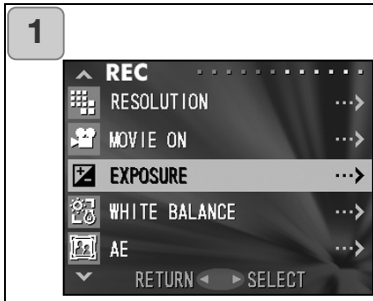 1
REC
RESOLUTION
MOVIE ON
EXPOSURE
WHITE BALANCE
AE
RETURN SELECT